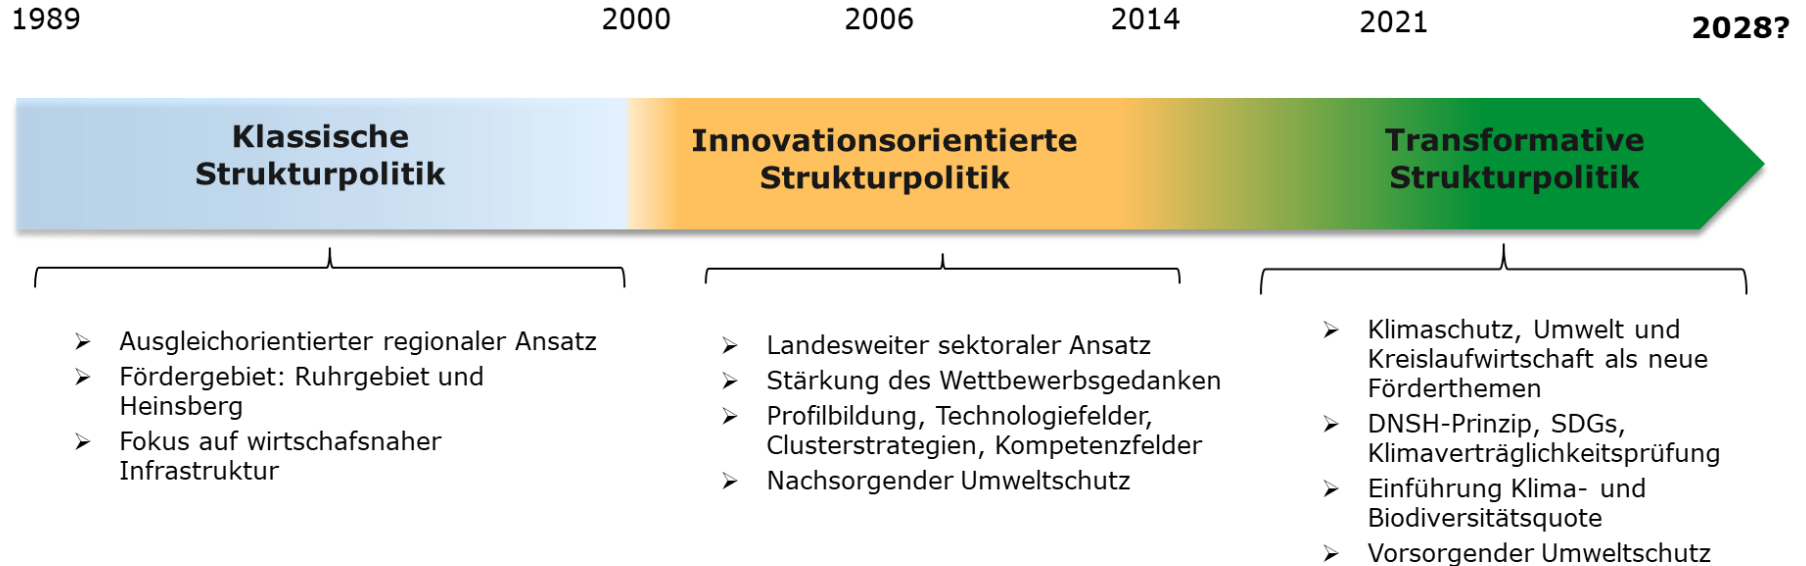 1989
2000
2006
2014
2021
2028?
Klassische
Strukturpolitik
Innovationsorientierte
Strukturpolitik
Transformative
Strukturpolitik
Ausgleichorientierter regionaler Ansatz
Fördergebiet: Ruhrgebiet und
Heinsberg
Fokus auf wirtschafsnaher
Infrastruktur
Landesweiter sektoraler Ansatz
Stärkung des Wettbewerbsgedanken
Profilbildung, Technologiefelder,
Clusterstrategien, Kompetenzfelder
Nachsorgender Umweltschutz
Klimaschutz, Umwelt und
Kreislaufwirtschaft als neue
Förderthemen
DNSH-Prinzip, SDGs,
Klimaverträglichkeitsprüfung
Einführung Klima- und
Biodiversitätsquote
Vorsorgender Umweltschutz